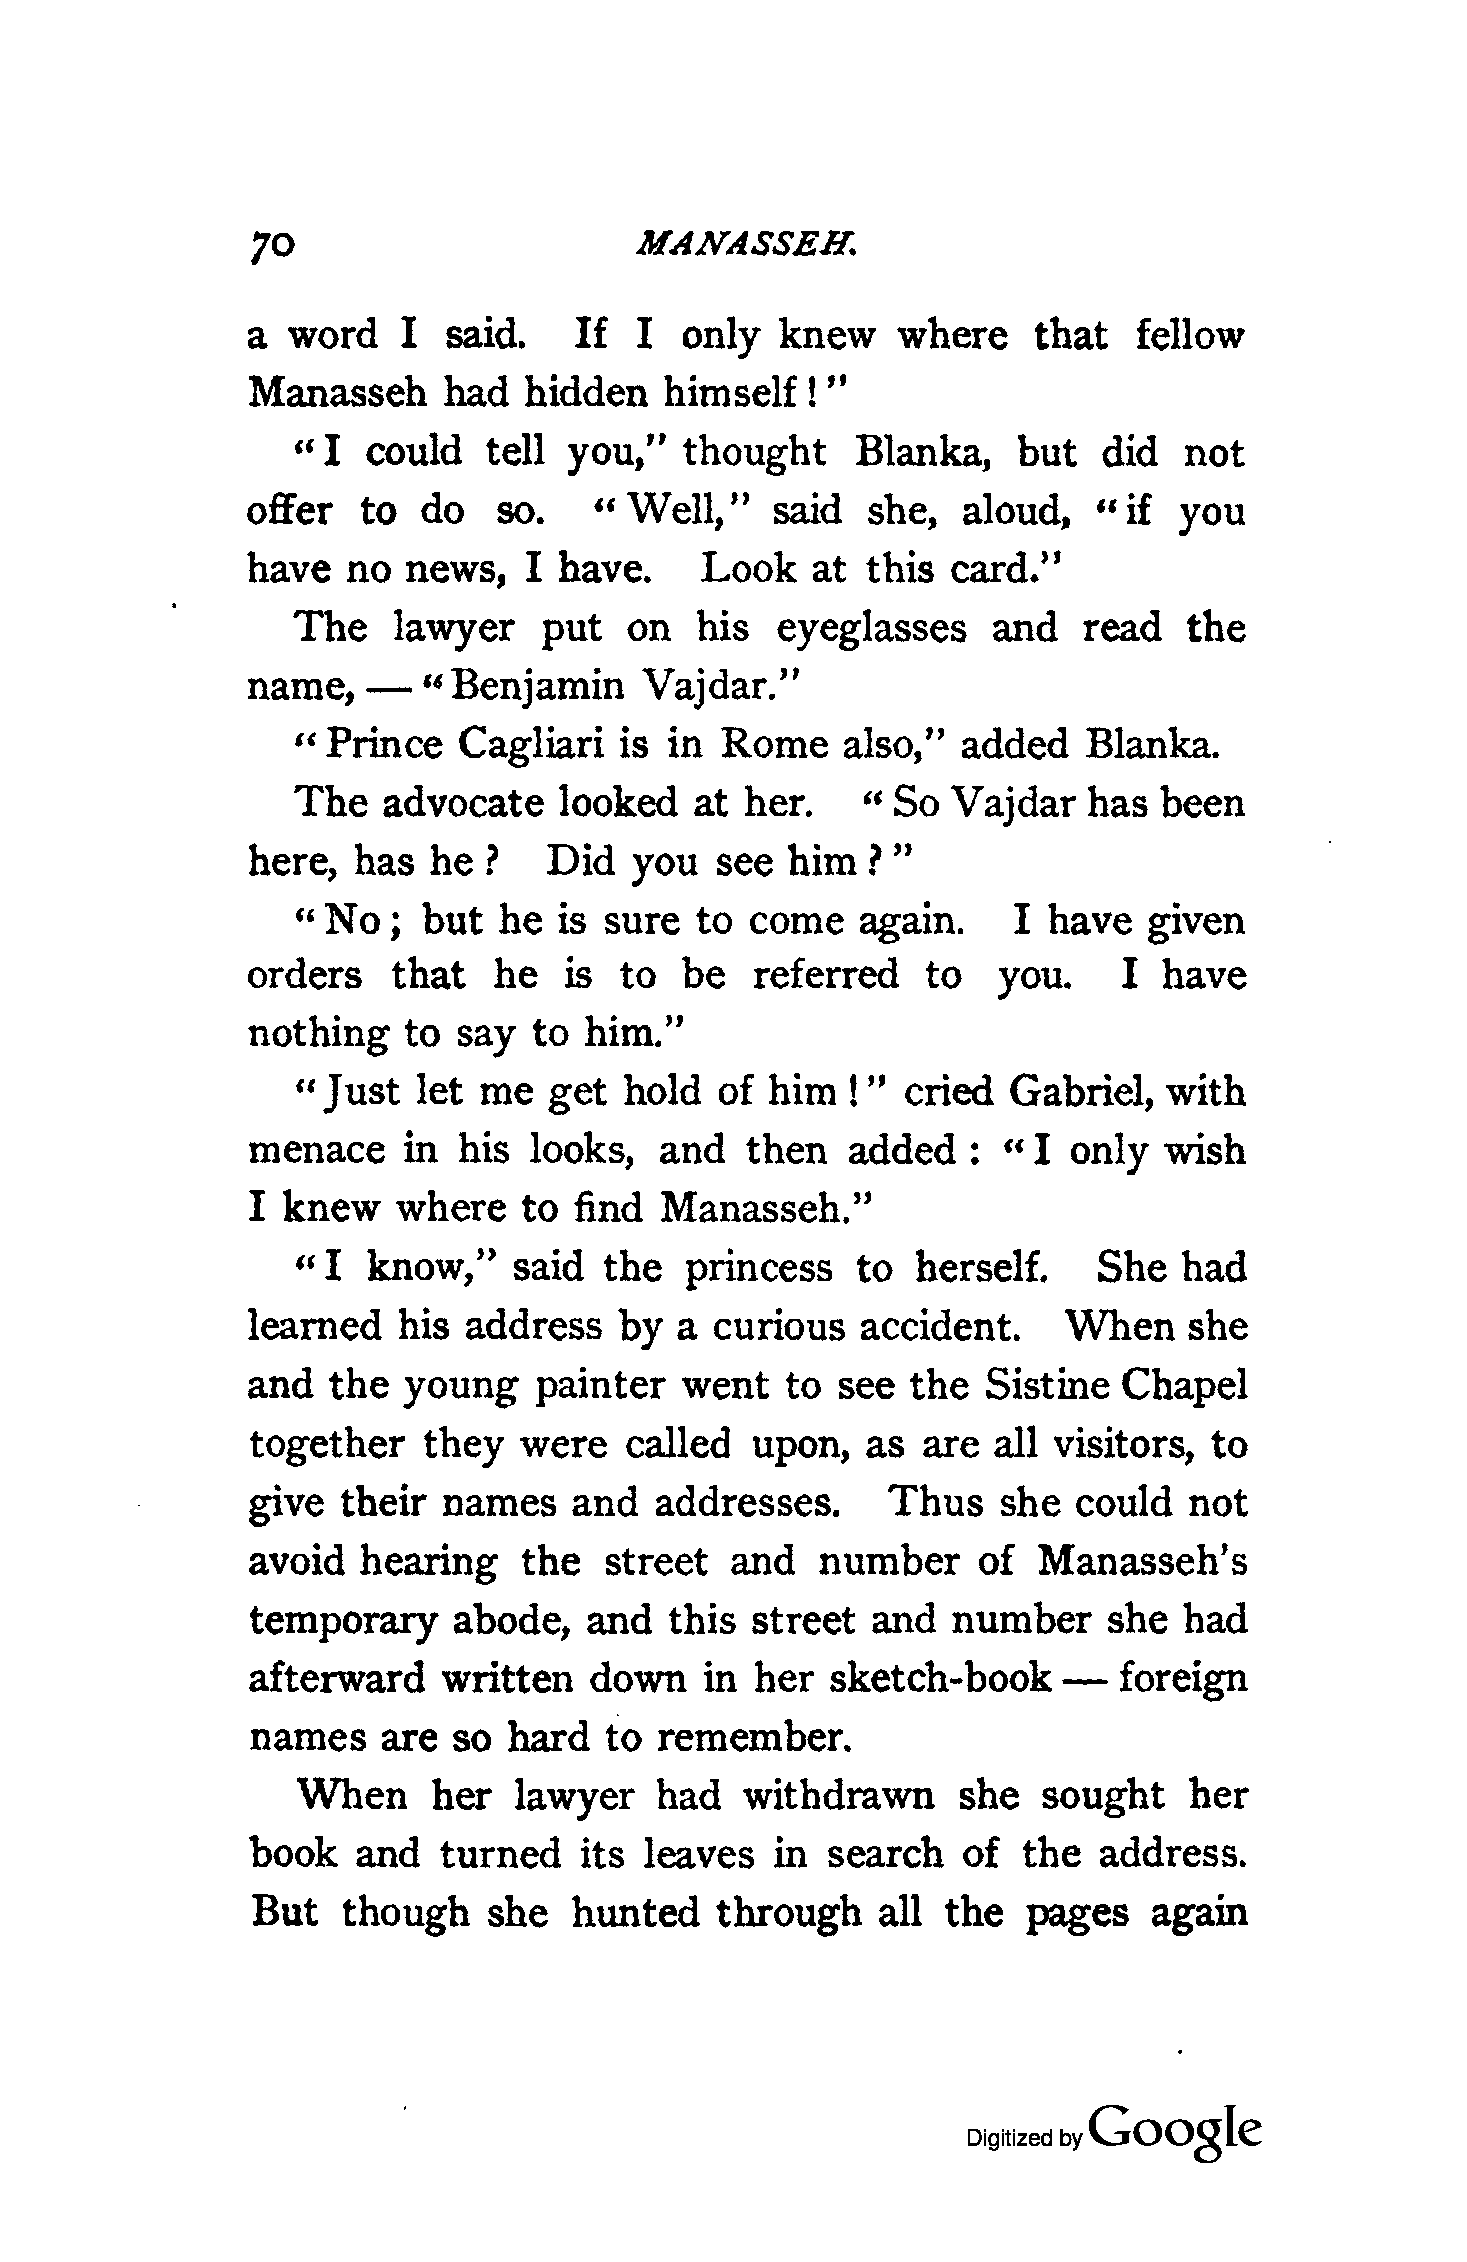 70 MANASSEH.
a word I said. If I only knew where that fellow
Manasseh had hidden himself ! "
" I could tell you," thought Blanka, but did not
offer to do so. " Well," said she, aloud, " if you
have no news, I have. Look at this card."
The lawyer put on his eyeglasses and read the
name, — " Benjamin Vajdar."
" Prince Cagliari is in Rome also," added Blanka.
The advocate looked at her. " So Vajdar has been
here, has he ? Did you see him ? "
" No ; but he is sure to come again. I have given
orders that he is to be referred to you. I have
nothing to say to him."
" Just let me get hold of him ! " cried Gabriel, with
menace in his looks, and then added : " I only wish
I knew where to find Manasseh."
" I know," said the princess to herself. She had
learned his address by a curious accident. When she
and the young painter went to see the Sistine Chapel
together they were called upon, as are all visitors, to
give their names and addresses. Thus she could not
avoid hearing the street and number of Manasseh's
temporary abode, and this street and number she had
afterward written down in her sketch-book — foreign
names are so hard to remember.
When her lawyer had withdrawn she sought her
book and turned its leaves in search of the address.
But though she hunted through all the pages again
Digitized by Google